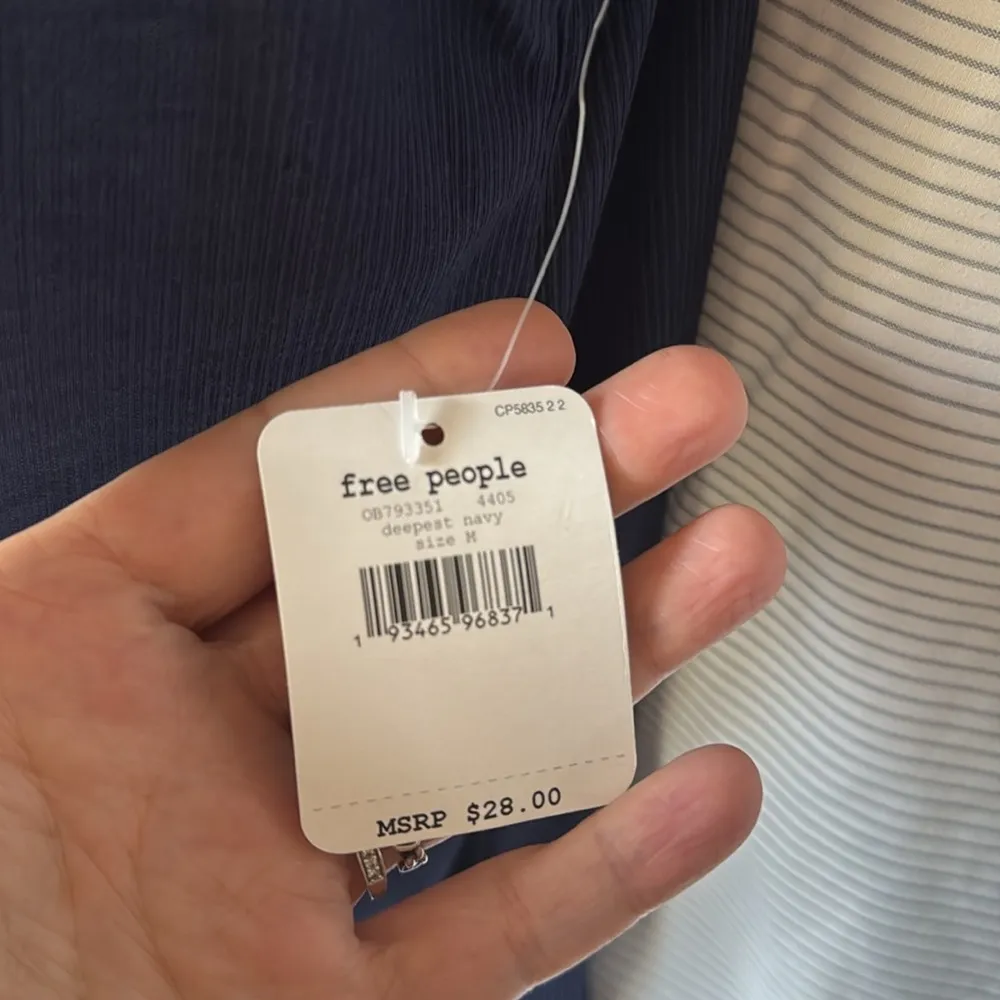 CP5835 2 2
free people
OB793351 4405
deepest navy
size M
1 93465 96837 1
MSRP $28.00